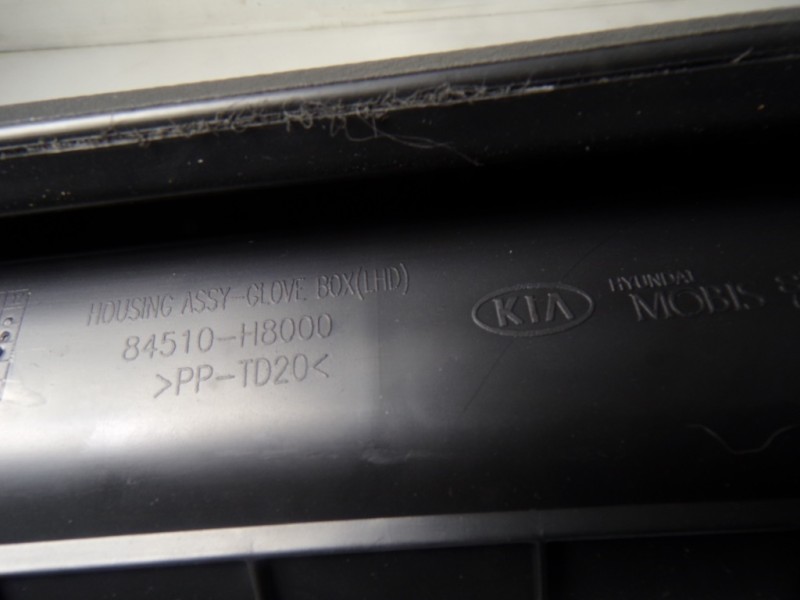 HOUSING ASSY-GLOVE BOX(LHD)
84510-H8000
>PP-TD20<
KIA
HYUNDAI
MOBIS